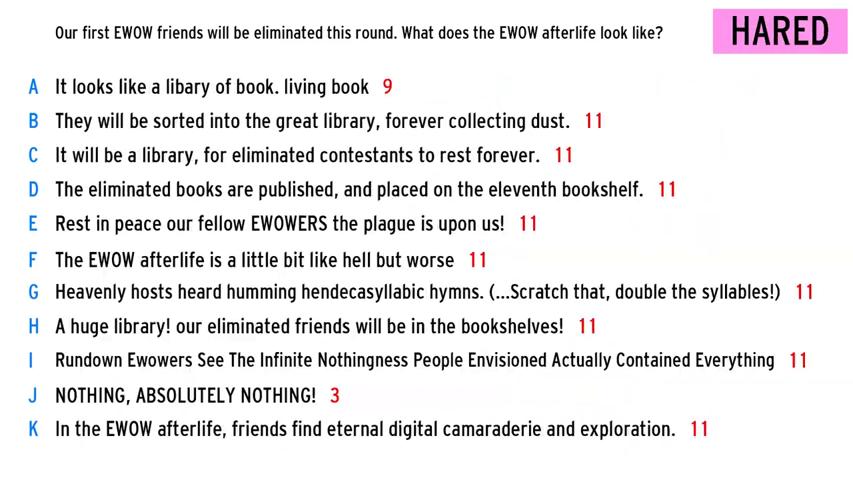 Our first EWOW friends will be eliminated this round. What does the EWOW afterlife look like?
HARED
A It looks like a libary of book. living book 9
B They will be sorted into the great library, forever collecting dust. 11
C It will be a library, for eliminated contestants to rest forever. 11
D The eliminated books are published, and placed on the eleventh bookshelf. 11
E Rest in peace our fellow EWOWERS the plague is upon us! 11
F The EWOW afterlife is a little bit like hell but worse 11
G Heavenly hosts heard humming hendecasyllabic hymns. (...Scratch that, double the syllables!) 11
H A huge library! our eliminated friends will be in the bookshelves! 11
I Rundown Ewowers See The Infinite Nothingness People Envisioned Actually Contained Everything 11
J NOTHING, ABSOLUTELY NOTHING! 3
K In the EWOW afterlife, friends find eternal digital camaraderie and exploration. 11